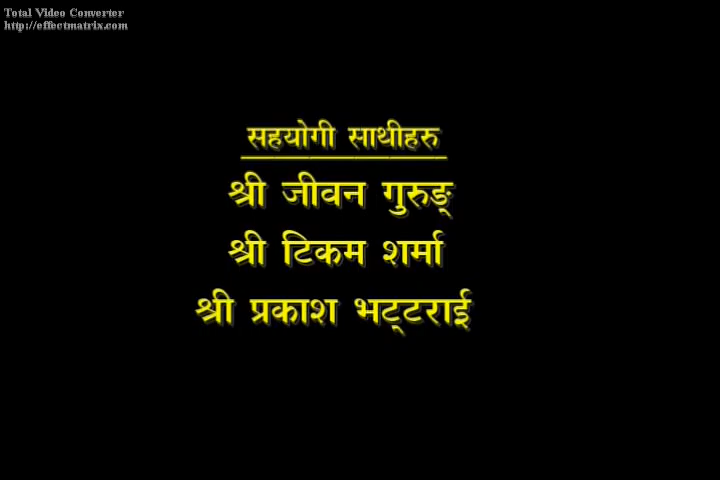 Total Video Converter
http://effectmatrix.com
सहयोगी साथीहरु
श्री जीवन गुरुङ्
श्री टिकम शर्मा
श्री प्रकाश भट्‌टराई